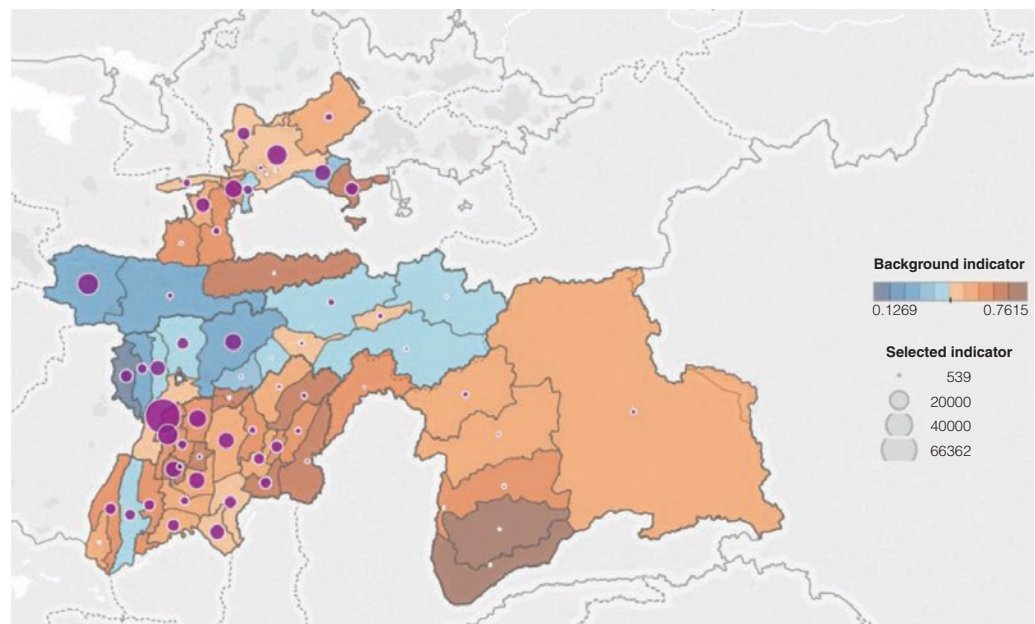 Background indicator
0.1269 0.7615
Selected indicator
539
20000
40000
66362